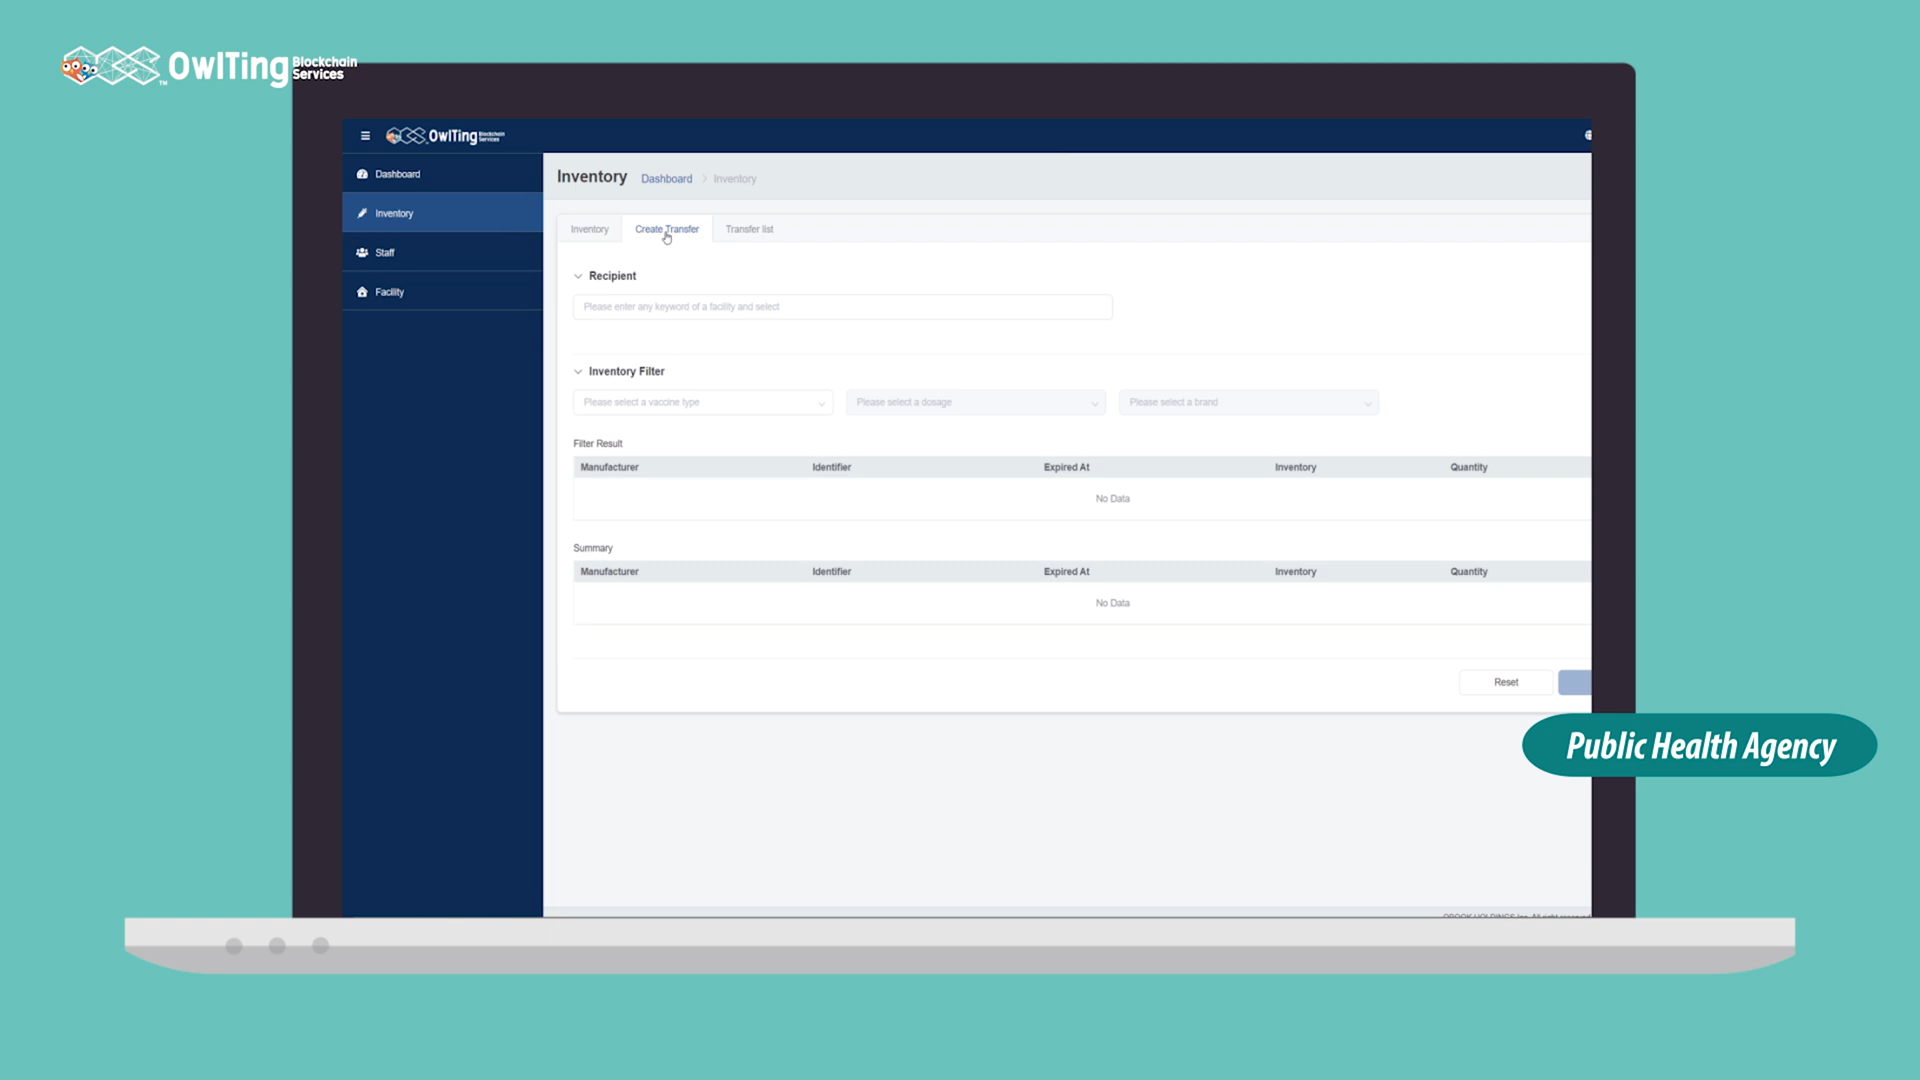 OwlTing Blockchain Services
OwlTing Blockchain Services
Dashboard
Inventory
Staff
Facility
Inventory Dashboard > Inventory
Inventory Create Transfer Transfer list
Recipient
Please enter any keyword of a facility and select
Inventory Filter
Please select a vaccine type Please select a dosage Please select a brand
Filter Result
Manufacturer Identifier Expired At Inventory Quantity
No Data
Summary
Manufacturer Identifier Expired At Inventory Quantity
No Data
Reset
Public Health Agency